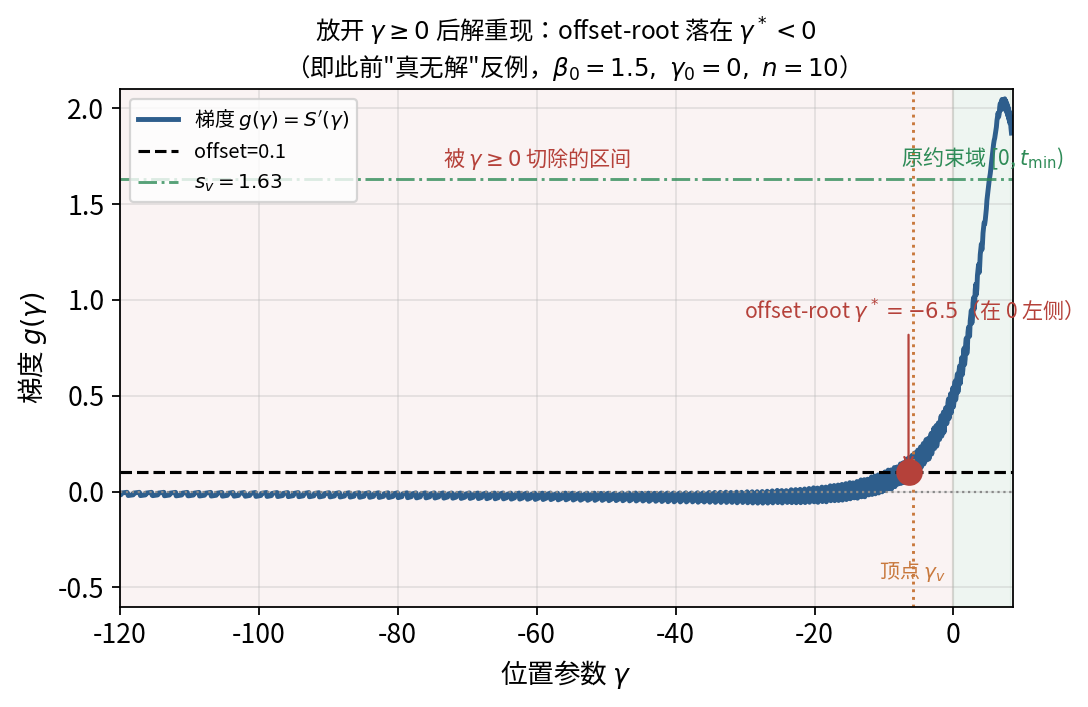 放开 γ ≥ 0 后解重现：offset-root 落在 γ* < 0
（即此前"真无解"反例，β₀ = 1.5, γ₀ = 0, n = 10）
梯度 g(γ) = S′(γ)
offset=0.1
s_v = 1.63
被 γ ≥ 0 切除的区间
原约束域 [0, t_min)
offset-root γ* = −6.5（在 0 左侧）
顶点 γ_v
梯度 g(γ)
2.0
1.5
1.0
0.5
0.0
-0.5
-120
-100
-80
-60
-40
-20
0
位置参数 γ